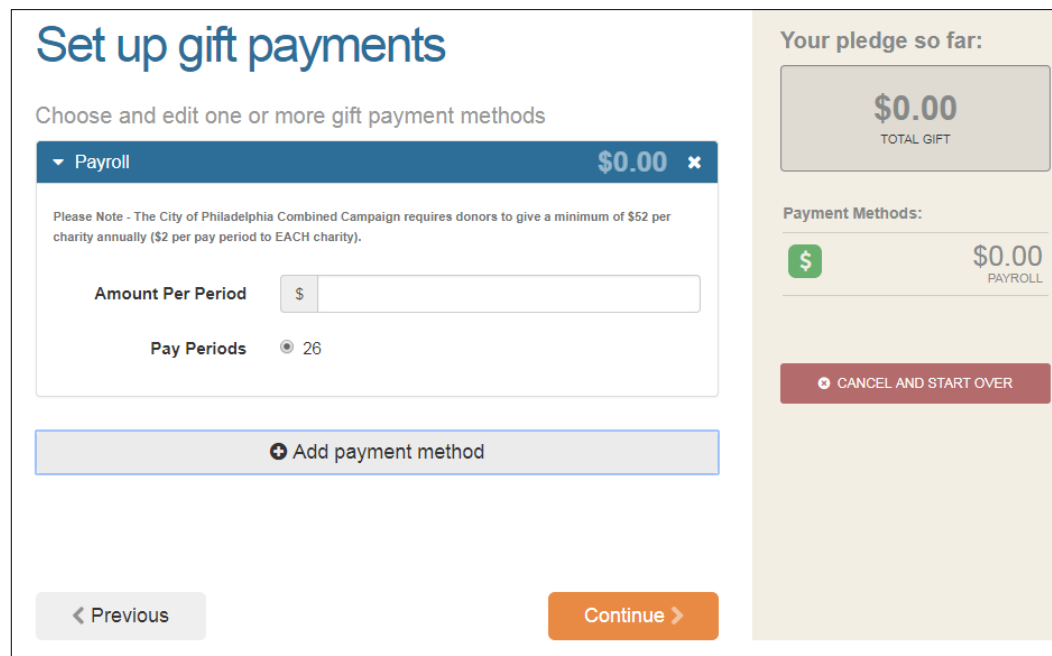 Set up gift payments
Choose and edit one or more gift payment methods
Payroll $0.00
Please Note - The City of Philadelphia Combined Campaign requires donors to give a minimum of $52 per
charity annually ($2 per pay period to EACH charity).
Amount Per Period $
Pay Periods 26
Add payment method
Previous
Continue
Your pledge so far:
$0.00
TOTAL GIFT
Payment Methods:
$ $0.00
PAYROLL
CANCEL AND START OVER